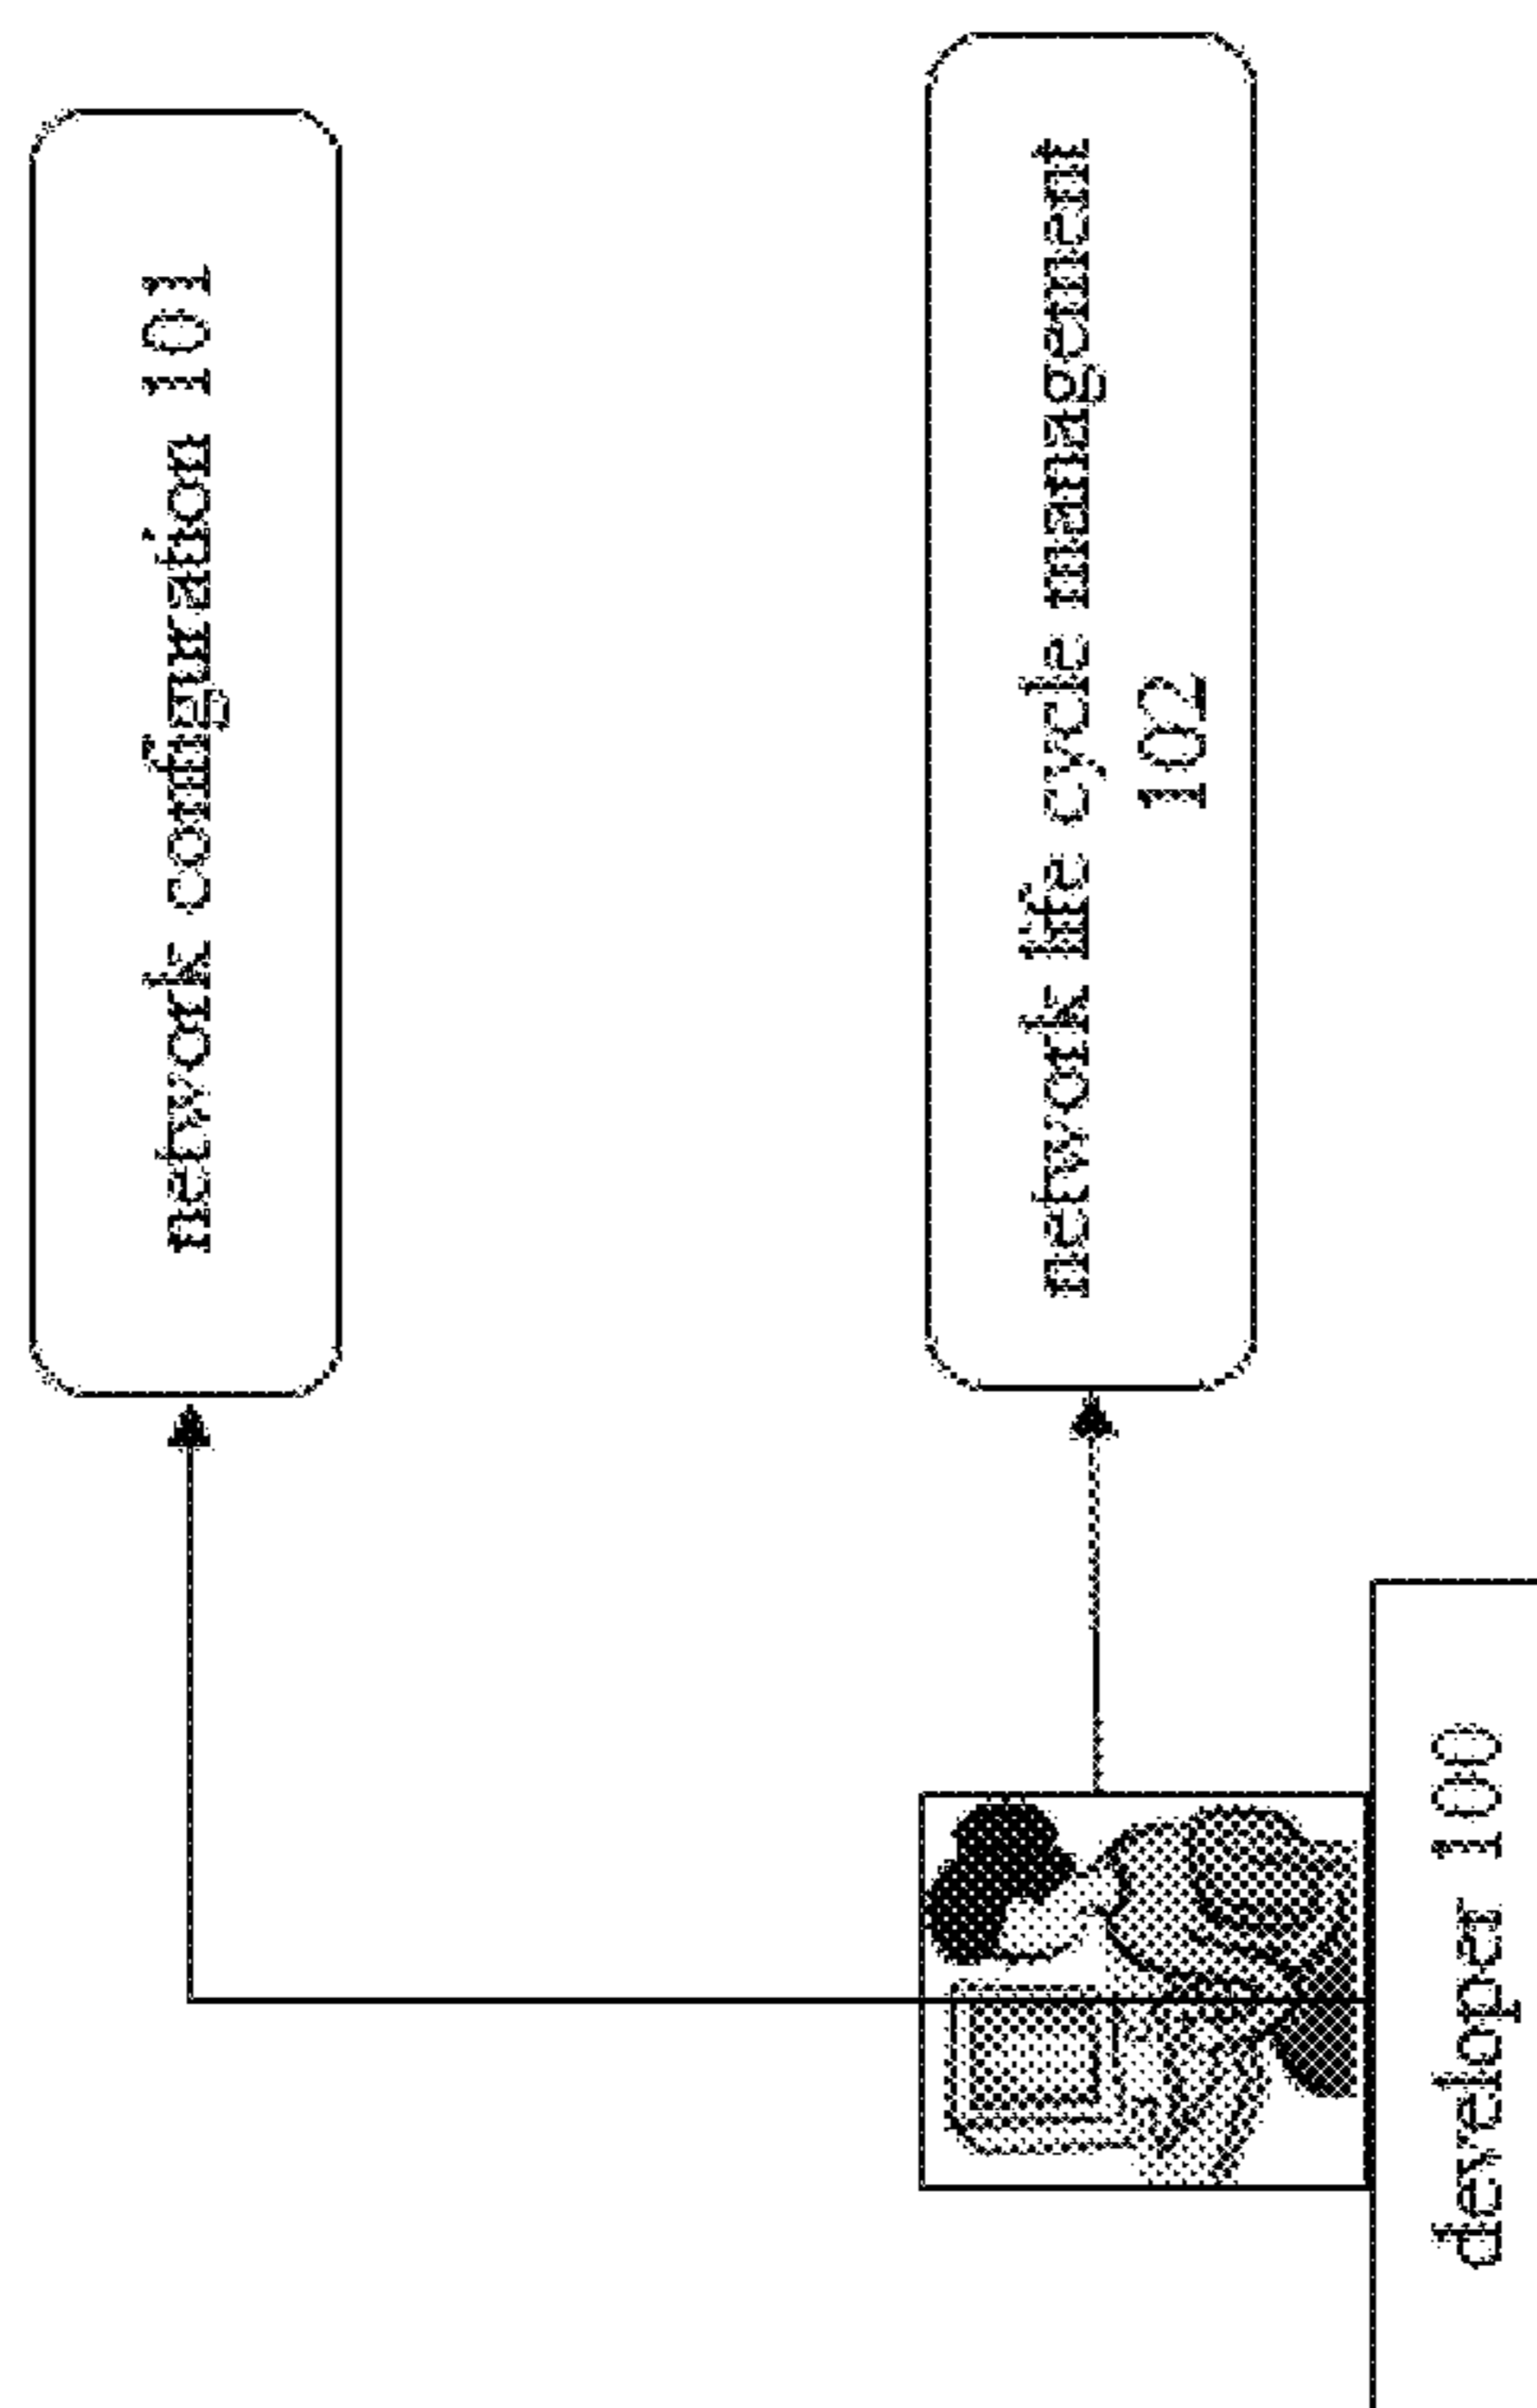 network configuration 101
network life cycle management
102
developer 100